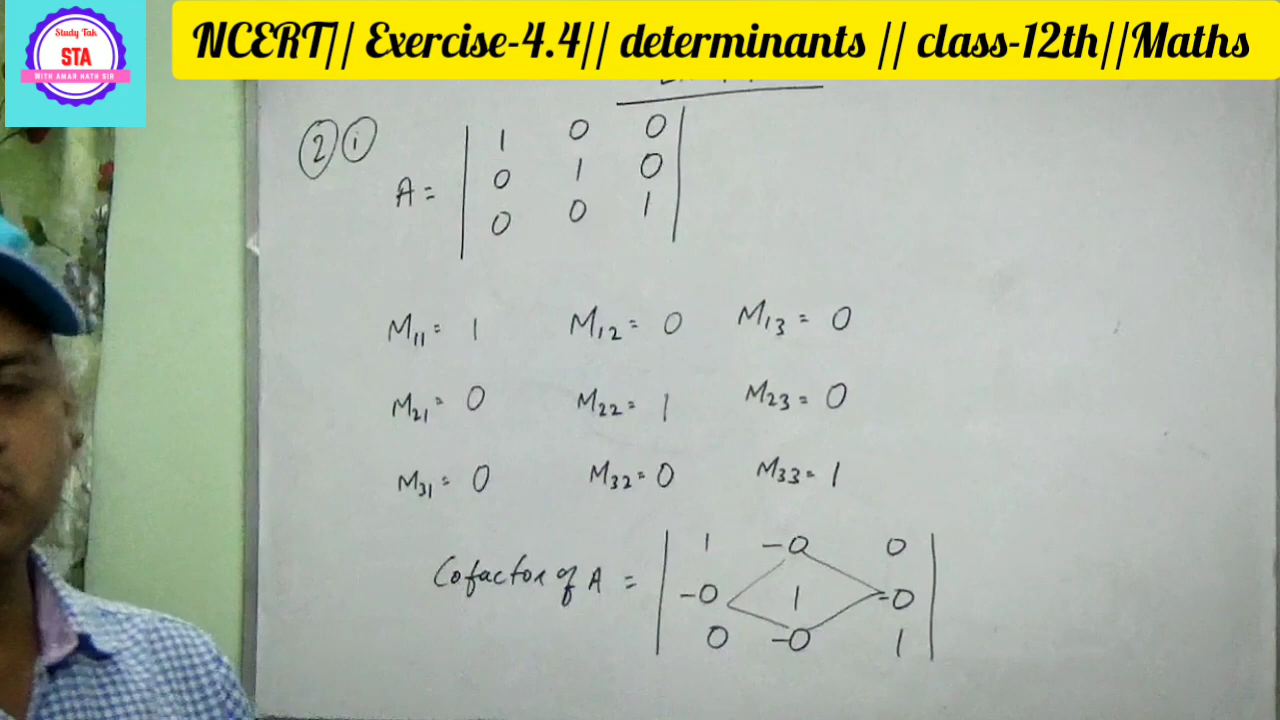 Study Tak
STA
WITH AMAR NATH SIR
NCERT// Exercise-4.4// determinants // class-12th//Maths
(2) (1)
A = | 1 0 0 |
| 0 1 0 |
| 0 0 1 |
M11 = 1 M12 = 0 M13 = 0
M21 = 0 M22 = 1 M23 = 0
M31 = 0 M32 = 0 M33 = 1
Cofactor of A = | 1 -0 0 |
| -0 1 -0 |
| 0 -0 1 |